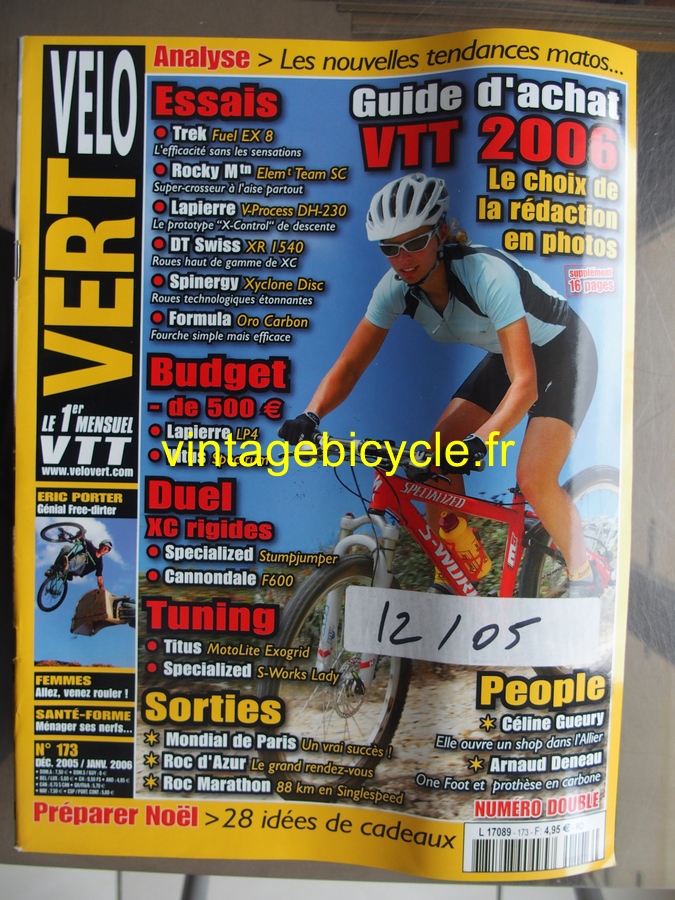 Analyse > Les nouvelles tendances matos...
VELO
VERT
LE 1er MENSUEL
VTT
www.velovert.com
ERIC PORTER
Génial Free-dirter
FEMMES
Allez, venez rouler !
SANTÉ-FORME
Ménager ses nerfs...
N° 173
DÉC. 2005 / JANV. 2006
Essais
• Trek Fuel EX 8
L'efficacité sans les sensations
• Rocky Mtn Elemt Team SC
Super-crosseur à l'aise partout
• Lapierre V-Process DH-230
Le prototype "X-Control" de descente
• DT Swiss XR 1540
Roues haut de gamme de XC
• Spinergy Xyclone Disc
Roues technologiques étonnantes
• Formula Oro Carbon
Fourche simple mais efficace
Budget
- de 500 €
• Lapierre LP4
• Titus
vintagebicycle.fr
Duel
XC rigides
• Specialized Stumpjumper
• Cannondale F600
Tuning
• Titus MotoLite Exogrid
• Specialized S-Works Lady
Sorties
Mondial de Paris Un vrai succès !
Roc d'Azur Le grand rendez-vous
Roc Marathon 88 km en Singlespeed
Guide d'achat
VTT 2006
Le choix de
la rédaction
en photos
supplément
16 pages
SPECIALIZED
S-WORKS
12 / 05
People
Céline Gueury
Elle ouvre un shop dans l'Allier
Arnaud Deneau
One Foot et prothèse en carbone
NUMÉRO DOUBLE
Préparer Noël > 28 idées de cadeaux
L 17089 - 173 - F: 4,95 €